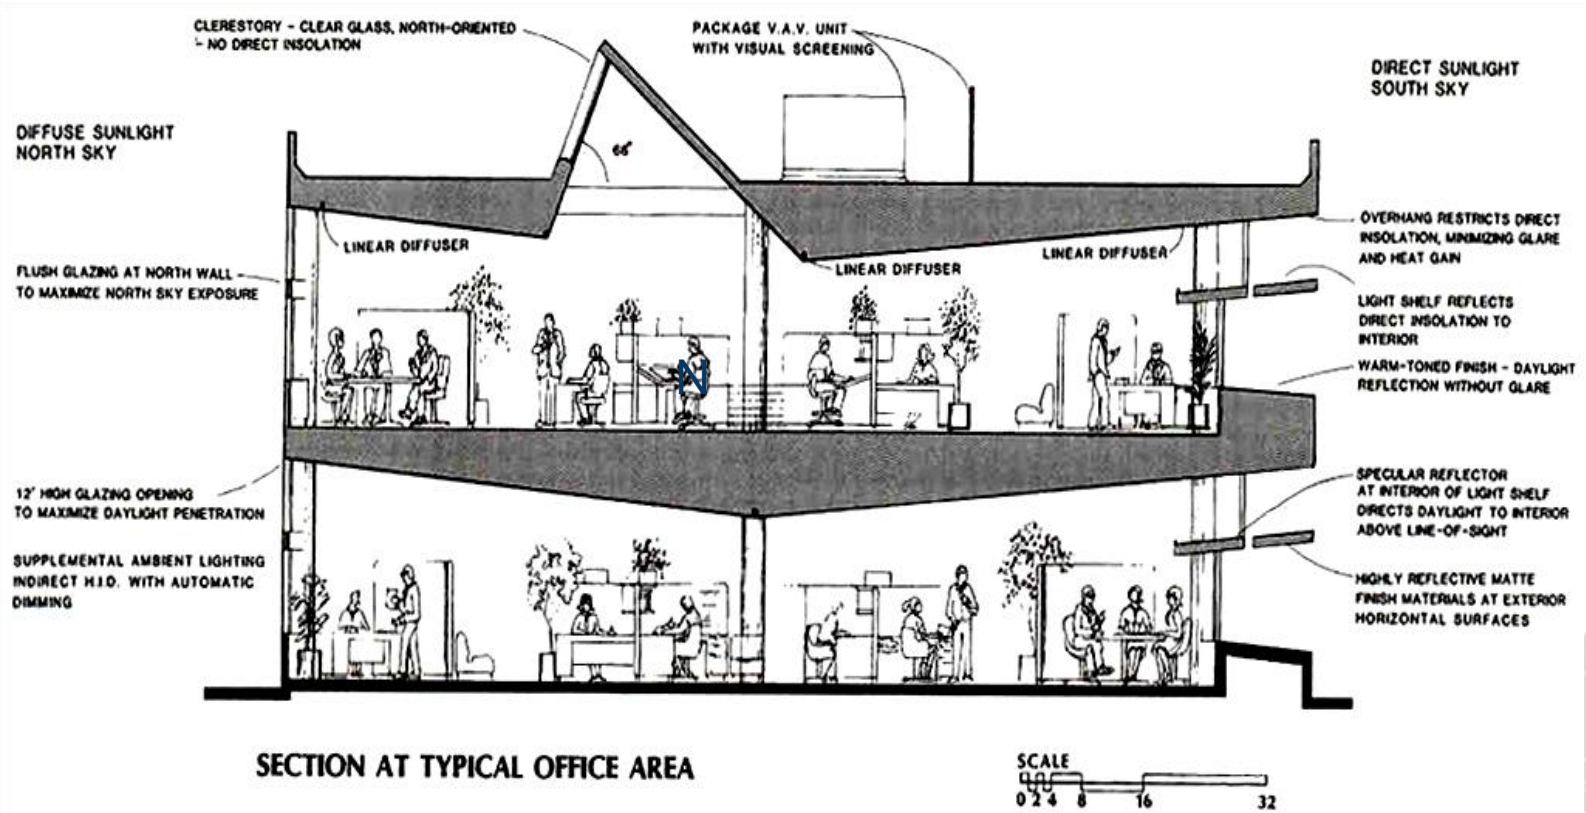 CLERESTORY - CLEAR GLASS, NORTH-ORIENTED
- NO DIRECT INSOLATION
PACKAGE V.A.V. UNIT
WITH VISUAL SCREENING
DIRECT SUNLIGHT
SOUTH SKY
DIFFUSE SUNLIGHT
NORTH SKY
68°
LINEAR DIFFUSER
LINEAR DIFFUSER
LINEAR DIFFUSER
OVERHANG RESTRICTS DIRECT
INSOLATION, MINIMIZING GLARE
AND HEAT GAIN
FLUSH GLAZING AT NORTH WALL
TO MAXIMIZE NORTH SKY EXPOSURE
LIGHT SHELF REFLECTS
DIRECT INSOLATION TO
INTERIOR
N
WARM-TONED FINISH - DAYLIGHT
REFLECTION WITHOUT GLARE
12' HIGH GLAZING OPENING
TO MAXIMIZE DAYLIGHT PENETRATION
SPECULAR REFLECTOR
AT INTERIOR OF LIGHT SHELF
DIRECTS DAYLIGHT TO INTERIOR
ABOVE LINE-OF-SIGHT
SUPPLEMENTAL AMBIENT LIGHTING
INDIRECT H.I.D. WITH AUTOMATIC
DIMMING
HIGHLY REFLECTIVE MATTE
FINISH MATERIALS AT EXTERIOR
HORIZONTAL SURFACES
SECTION AT TYPICAL OFFICE AREA
SCALE
0 2 4 8 16 32